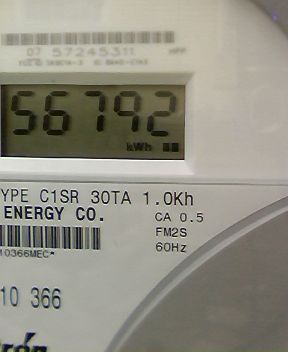 07 57245311
56792
kWh
YPE C1SR 30TA 1.0Kh
ENERGY CO.
CA 0.5
FM2S
60Hz
10366MEC*
10 366
trón